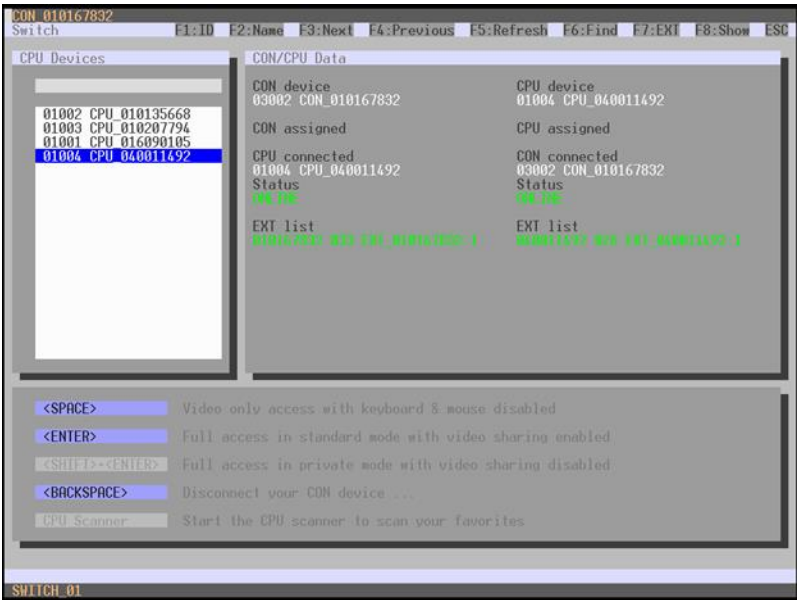 CON_010167832
Switch F1:ID F2:Name F3:Next F4:Previous F5:Refresh F6:Find F7:EXT F8:Show ESC
CPU Devices
01002 CPU_010135668
01003 CPU_010207794
01001 CPU_016090105
01004 CPU_040011492
CON/CPU Data
CON device CPU device
03002 CON_010167832 01004 CPU_040011492
CON assigned CPU assigned
CPU connected CON connected
01004 CPU_040011492 03002 CON_010167832
Status Status
EXT list EXT list
<SPACE> Video only access with keyboard & mouse disabled
<ENTER> Full access in standard mode with video sharing enabled
<SHIFT>+<ENTER> Full access in private mode with video sharing disabled
<BACKSPACE> Disconnect your CON device ...
CPU Scanner Start the CPU scanner to scan your favorites
SWITCH_01